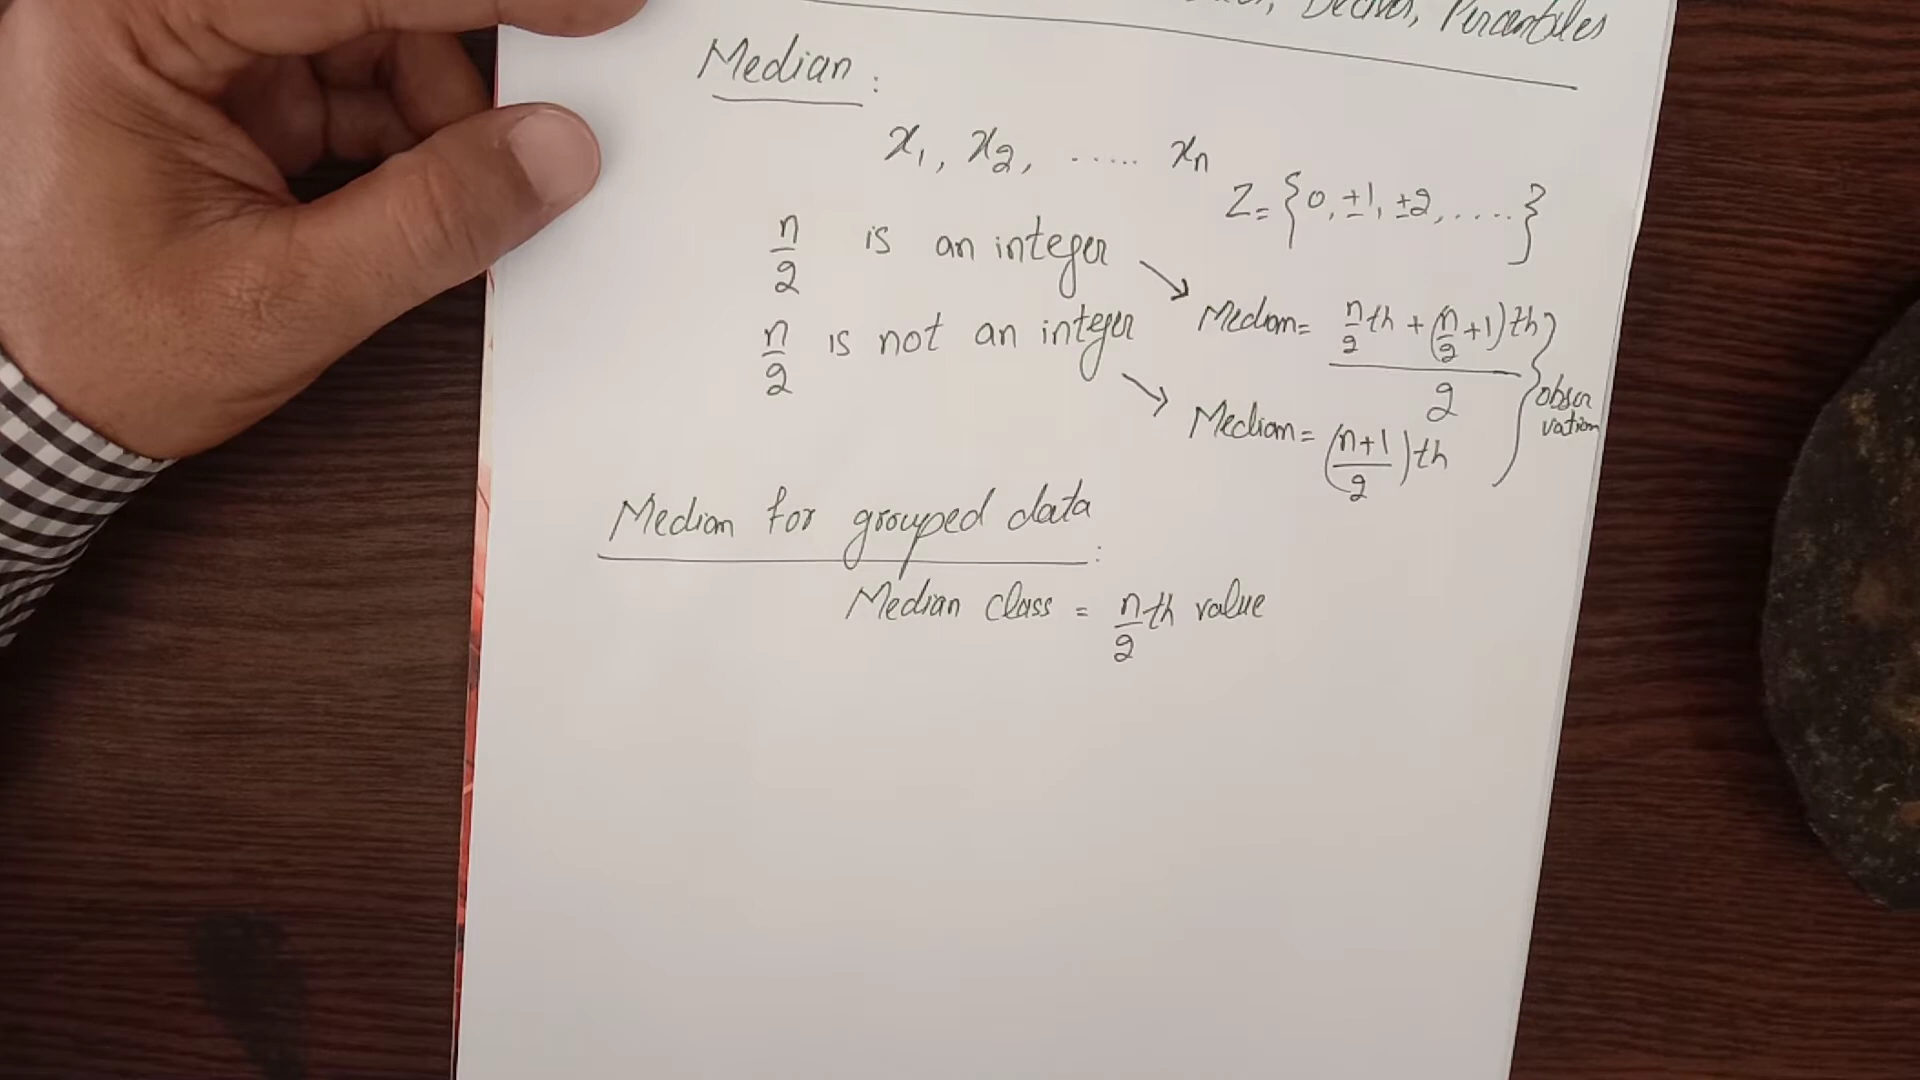 Deciles, Percentiles
Median :
x₁, x₂, ..... xₙ
Z = {0, ±1, ±2, .....}
n/2 is an integer → Median = (n/2 th + (n/2 + 1) th) / 2
n/2 is not an integer → Median = ((n+1)/2) th
} obser
vation
Median for grouped data :
Median class = n/2 th value